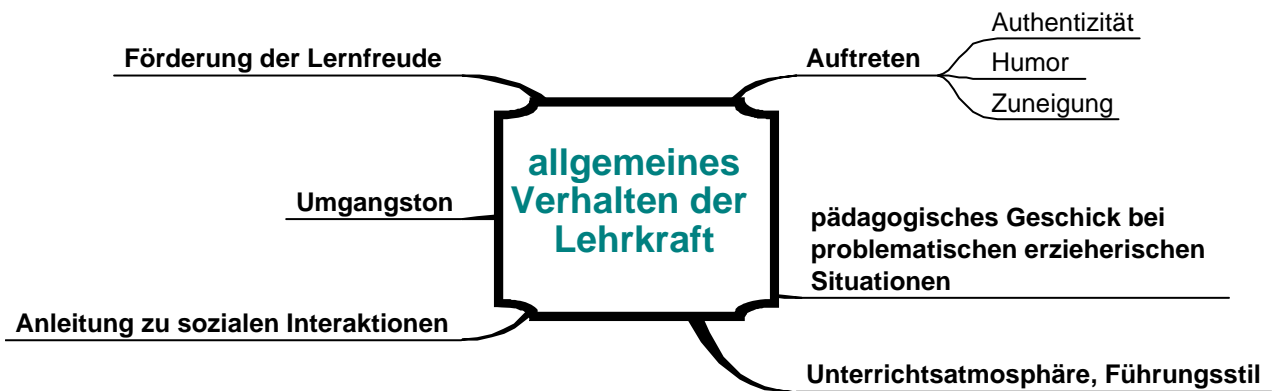 Förderung der Lernfreude
Umgangston
Anleitung zu sozialen Interaktionen
allgemeines
Verhalten der
Lehrkraft
Auftreten
Authentizität
Humor
Zuneigung
pädagogisches Geschick bei
problematischen erzieherischen
Situationen
Unterrichtsatmosphäre, Führungsstil